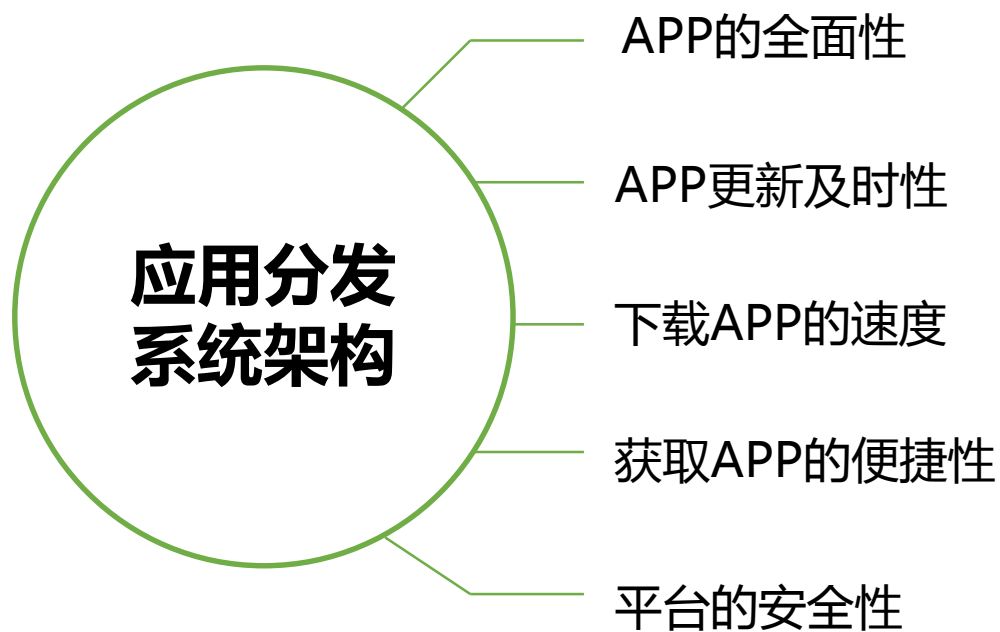 应用分发
系统架构
APP的全面性
APP更新及时性
下载APP的速度
获取APP的便捷性
平台的安全性